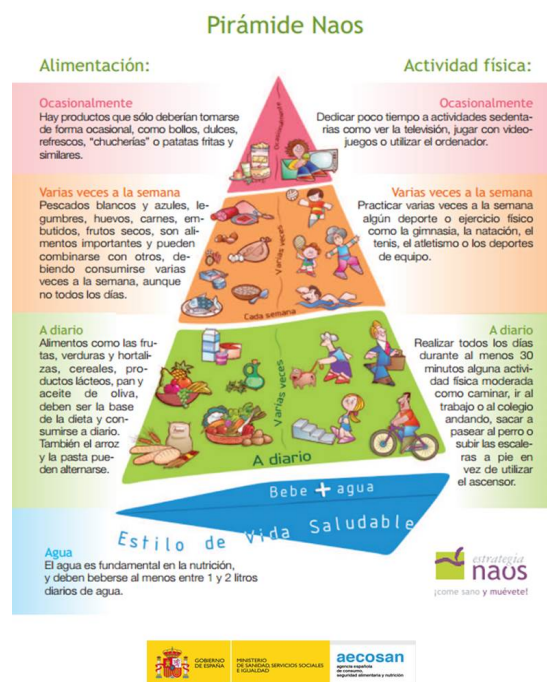 Pirámide Naos
Alimentación:
Actividad física:
Ocasionalmente
Hay productos que sólo deberían tomarse
de forma ocasional, como bollos, dulces,
refrescos, “chucherías” o patatas fritas y
similares.
Ocasionalmente
Dedicar poco tiempo a actividades sedenta-
rias como ver la televisión, jugar con video-
juegos o utilizar el ordenador.
Ocasionalmente
Varias veces a la semana
Pescados blancos y azules, le-
gumbres, huevos, carnes, em-
butidos, frutos secos, son ali-
mentos importantes y pueden
combinarse con otros, de-
biendo consumirse varias
veces a la semana, aunque
no todos los días.
Varias veces a la semana
Practicar varias veces a la semana
algún deporte o ejercicio físico
como la gimnasia, la natación, el
tenis, el atletismo o los deportes
de equipo.
Varias veces
Cada semana
A diario
Alimentos como las fru-
tas, verduras y hortali-
zas, cereales, pro-
ductos lácteos, pan y
aceite de oliva,
deben ser la base
de la dieta y con-
sumirse a diario.
También el arroz
y la pasta pue-
den alternarse.
A diario
Realizar todos los días
durante al menos 30
minutos alguna activi-
dad física moderada
como caminar, ir al
trabajo o al colegio
andando, sacar a
pasear al perro o
subir las escale-
ras a pie en
vez de utilizar
el ascensor.
Varias veces
A diario
Bebe + agua
Estilo de Vida Saludable
Agua
El agua es fundamental en la nutrición,
y deben beberse al menos entre 1 y 2 litros
diarios de agua.
estrategia
naos
¡come sano y muévete!
GOBIERNO
DE ESPAÑA
MINISTERIO
DE SANIDAD, SERVICIOS SOCIALES
E IGUALDAD
aecosan
agencia española
de consumo,
seguridad alimentaria y nutrición